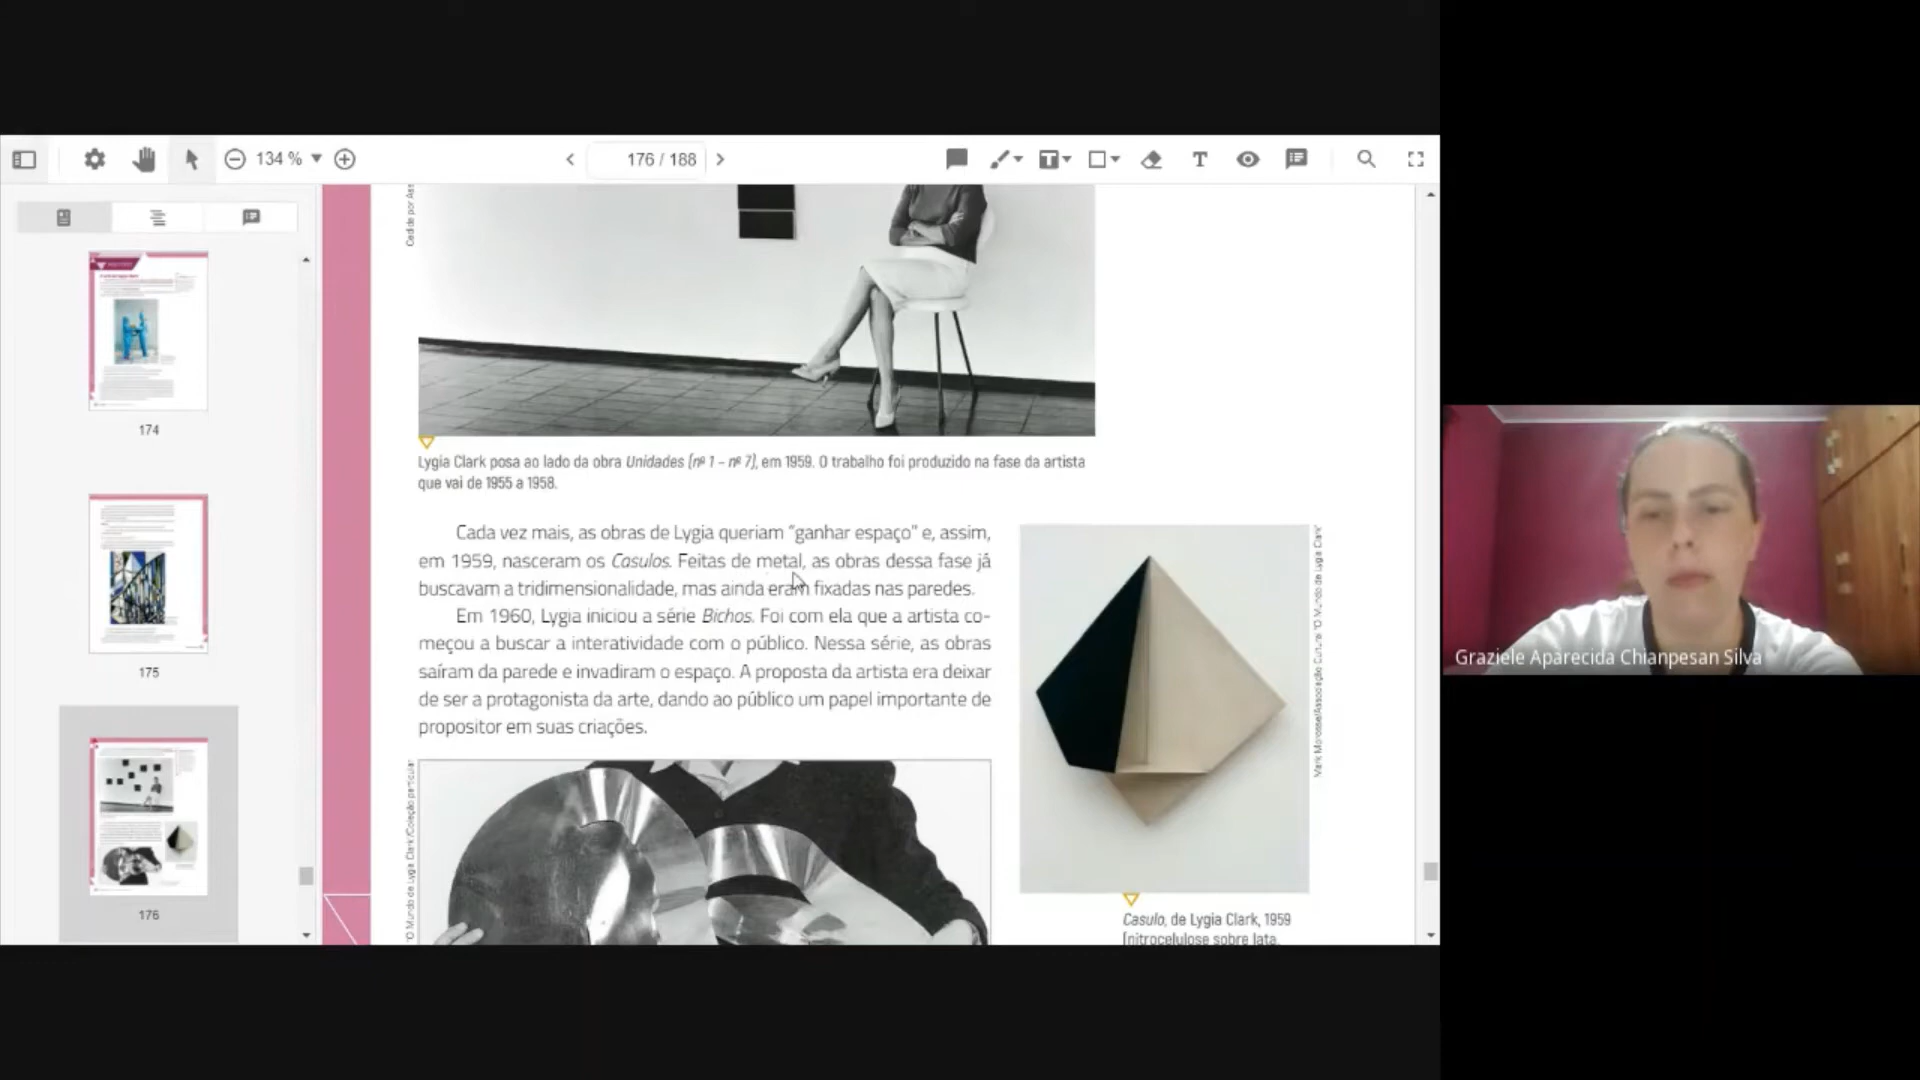 134 %
176 / 188
174
175
176
Lygia Clark posa ao lado da obra Unidades (nº 1 – nº 7), em 1959. O trabalho foi produzido na fase da artista
que vai de 1955 a 1958.
Cada vez mais, as obras de Lygia queriam “ganhar espaço” e, assim,
em 1959, nasceram os Casulos. Feitas de metal, as obras dessa fase já
buscavam a tridimensionalidade, mas ainda eram fixadas nas paredes.
Em 1960, Lygia iniciou a série Bichos. Foi com ela que a artista co-
meçou a buscar a interatividade com o público. Nessa série, as obras
saíram da parede e invadiram o espaço. A proposta da artista era deixar
de ser a protagonista da arte, dando ao público um papel importante de
propositor em suas criações.
Casulo, de Lygia Clark, 1959
(nitrocelulose sobre lata,
Graziele Aparecida Chianpesan Silva